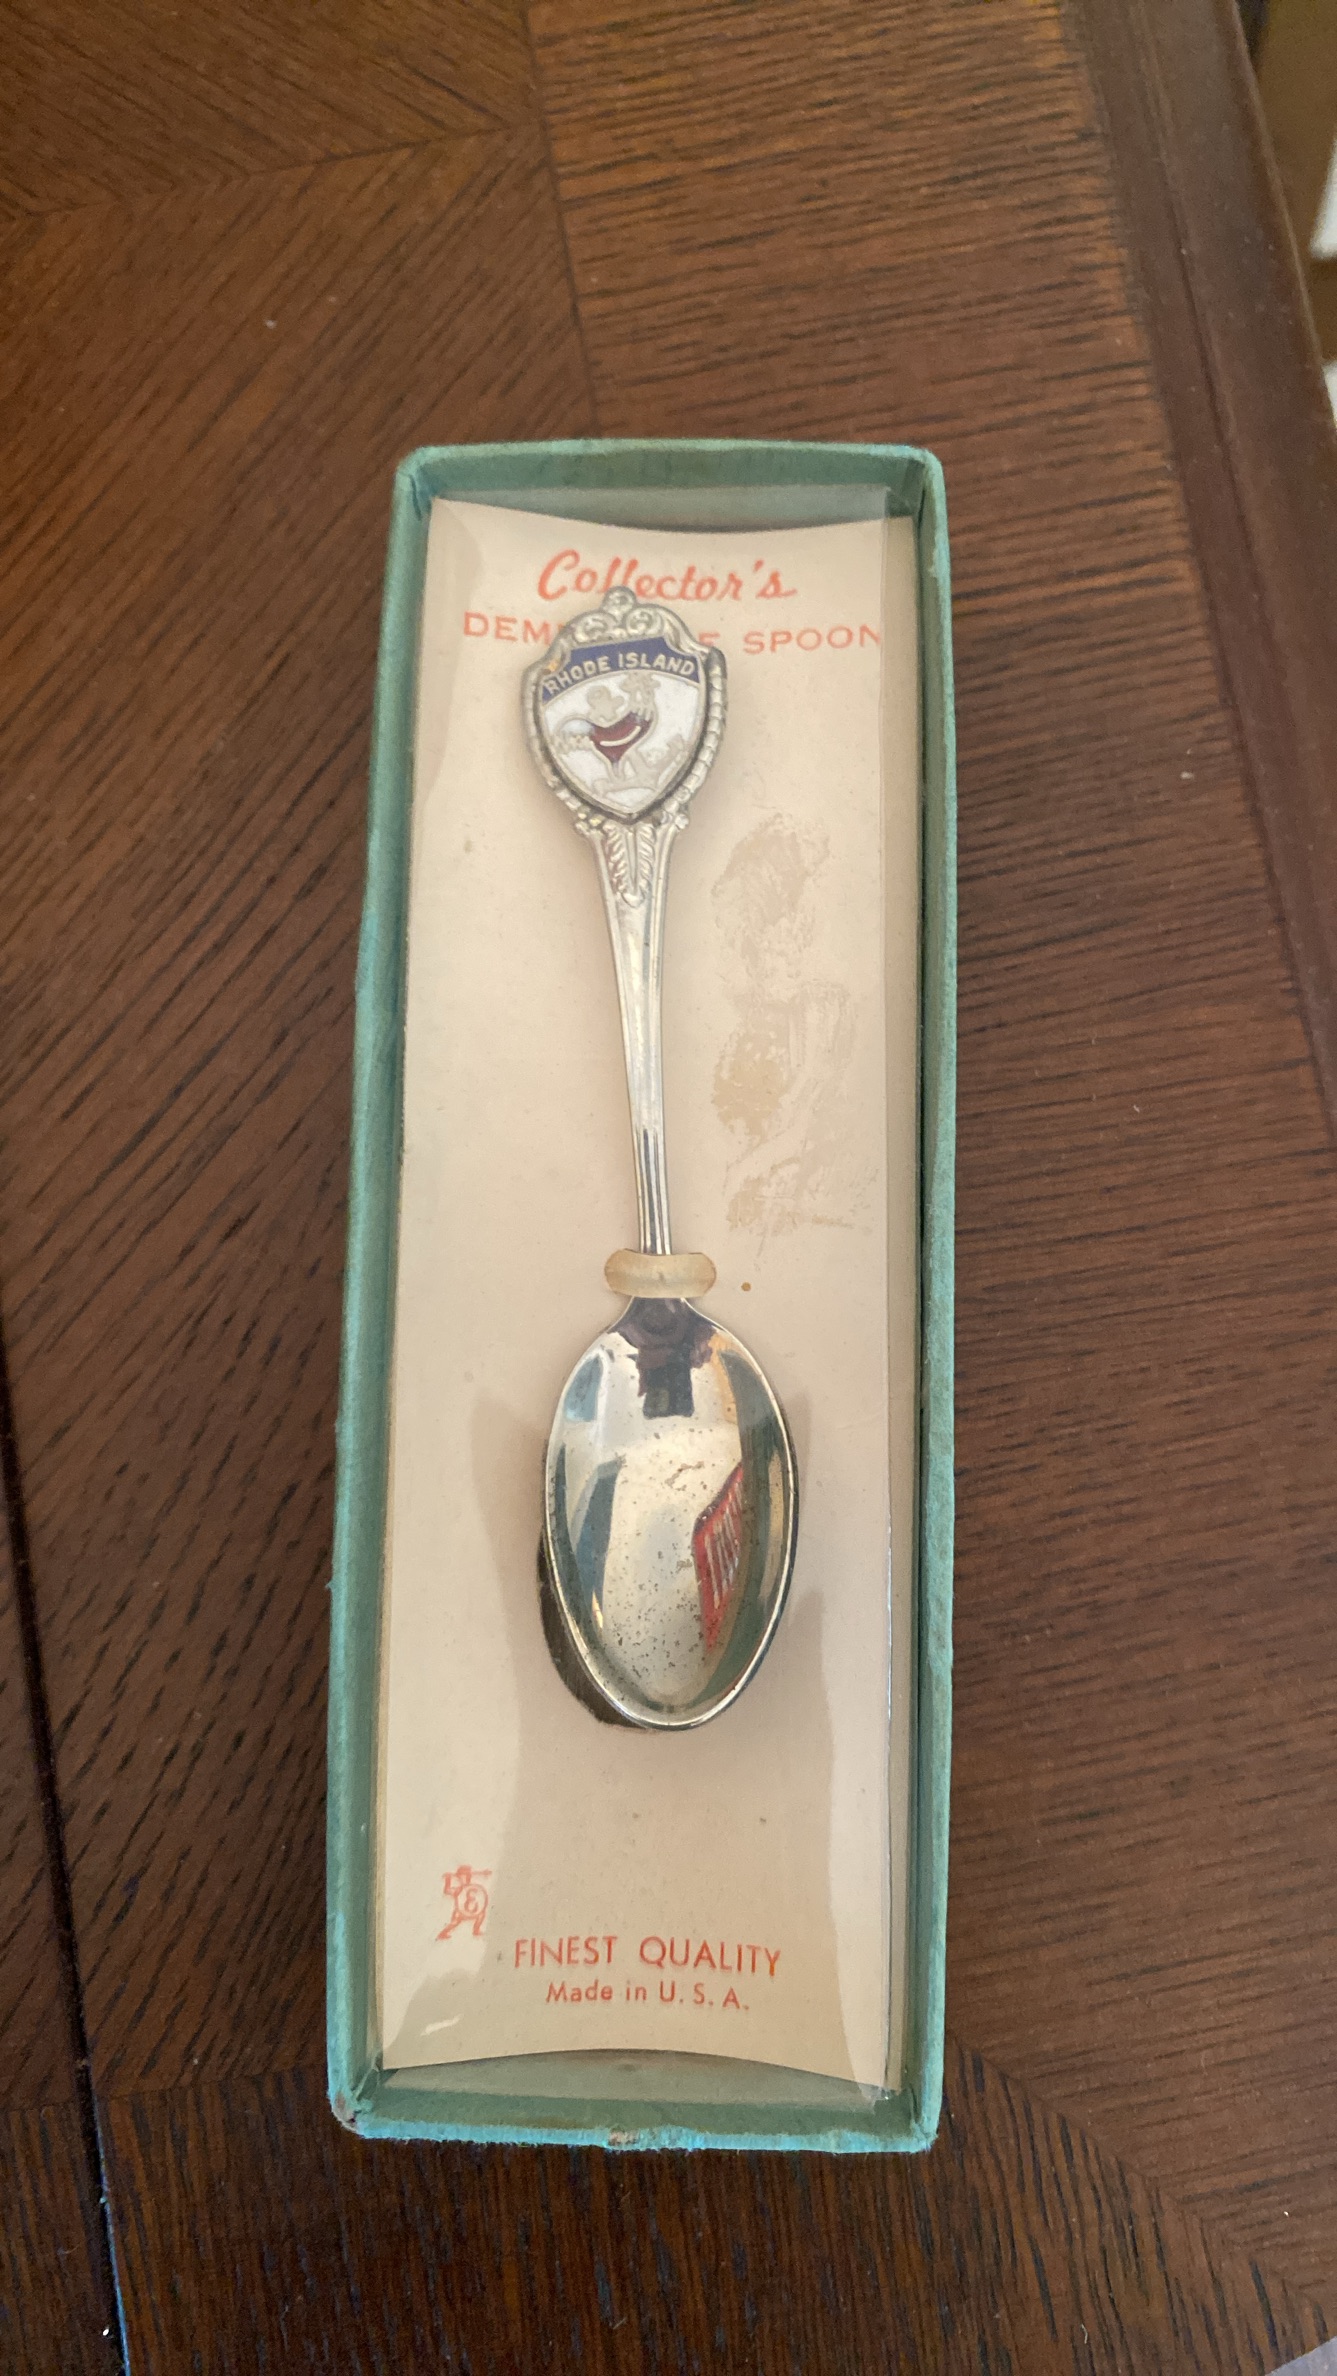 Collector's
SPOON
RHODE ISLAND
E
FINEST QUALITY
Made in U. S. A.